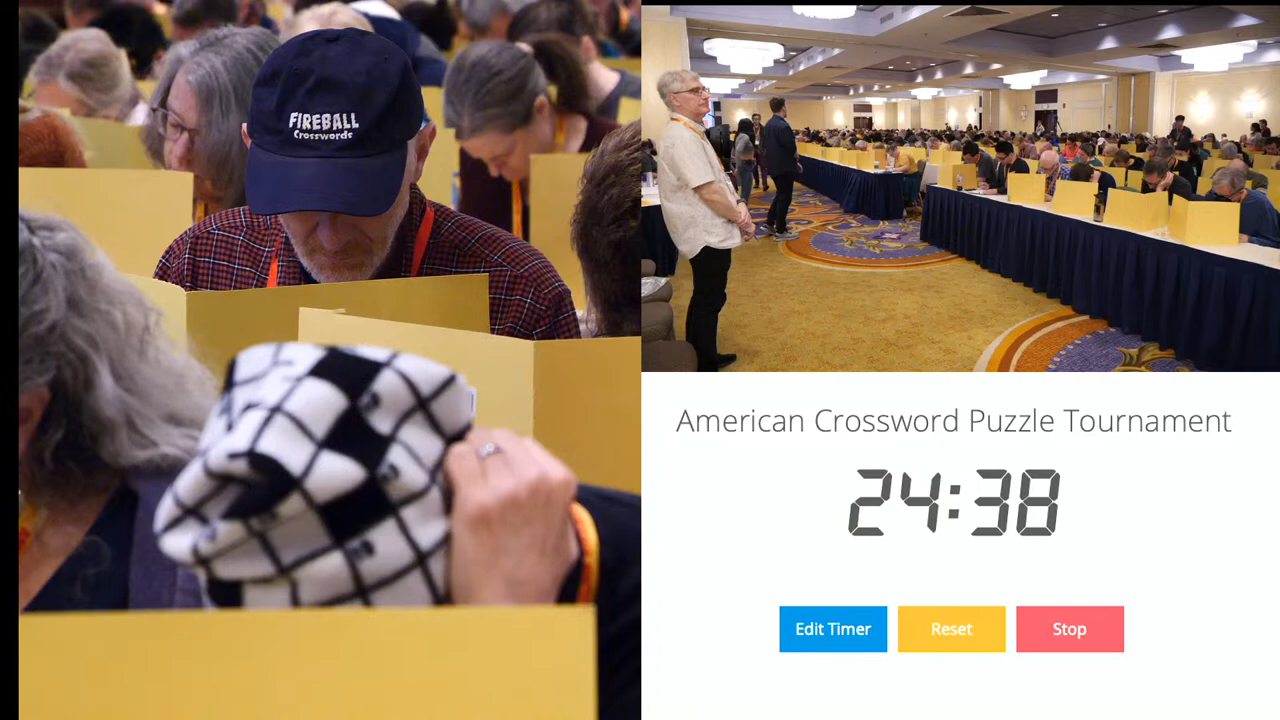 FIREBALL
Crosswords
American Crossword Puzzle Tournament
24:38
Edit Timer
Reset
Stop